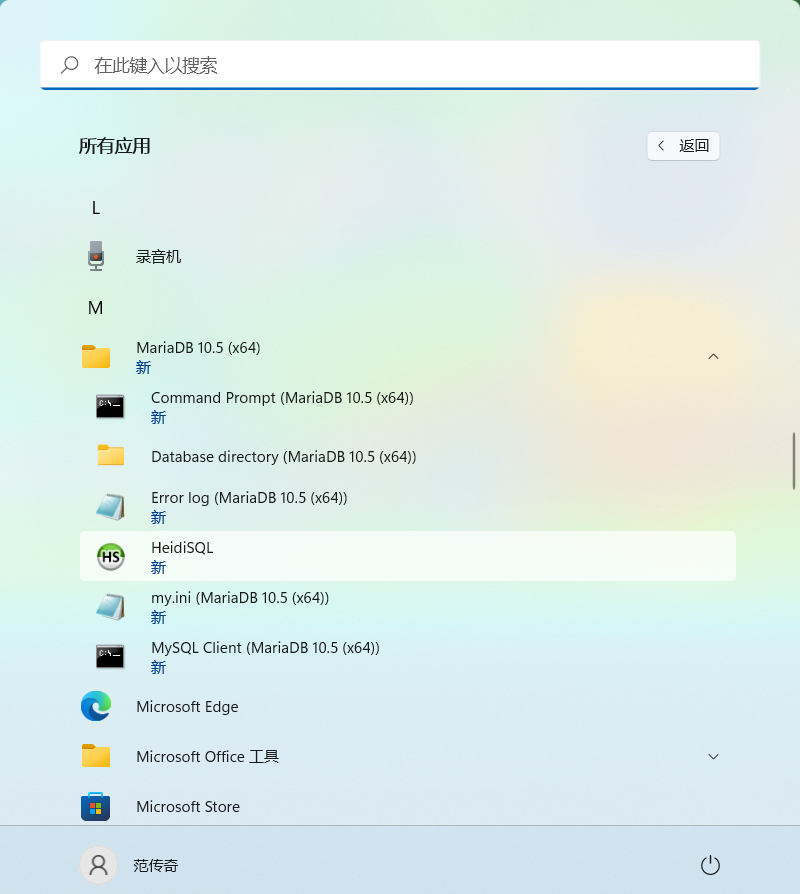 在此键入以搜索
所有应用
返回
L
录音机
M
MariaDB 10.5 (x64)
新
C:\_
Command Prompt (MariaDB 10.5 (x64))
新
Database directory (MariaDB 10.5 (x64))
Error log (MariaDB 10.5 (x64))
新
HS
HeidiSQL
新
my.ini (MariaDB 10.5 (x64))
新
C:\_
MySQL Client (MariaDB 10.5 (x64))
新
Microsoft Edge
Microsoft Office 工具
Microsoft Store
范传奇